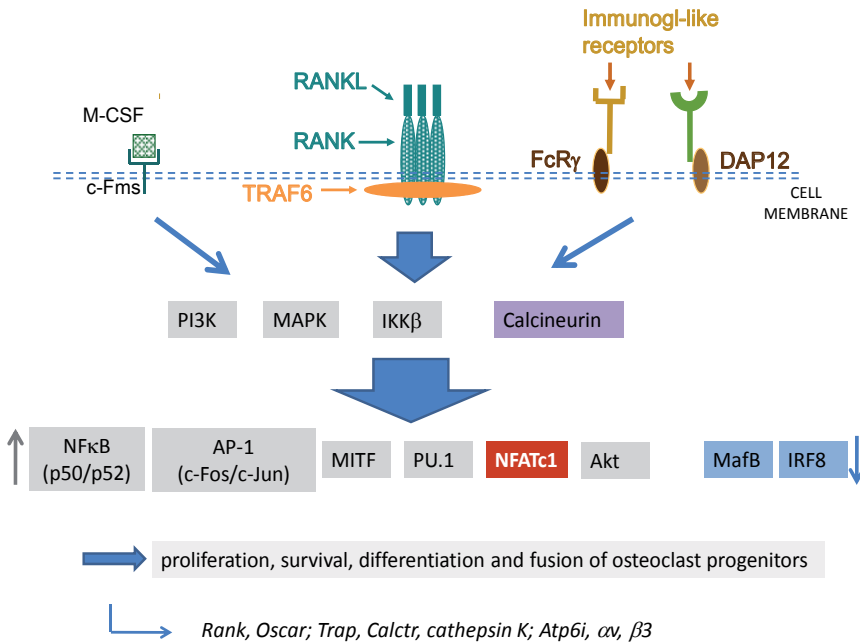 Immunogl-like
receptors
RANKL
M-CSF
RANK
FcRγ
DAP12
c-Fms
TRAF6
CELL
MEMBRANE
PI3K
MAPK
IKKβ
Calcineurin
NFκB
(p50/p52)
AP-1
(c-Fos/c-Jun)
MITF
PU.1
NFATc1
Akt
MafB
IRF8
proliferation, survival, differentiation and fusion of osteoclast progenitors
Rank, Oscar; Trap, Calctr, cathepsin K; Atp6i, αv, β3